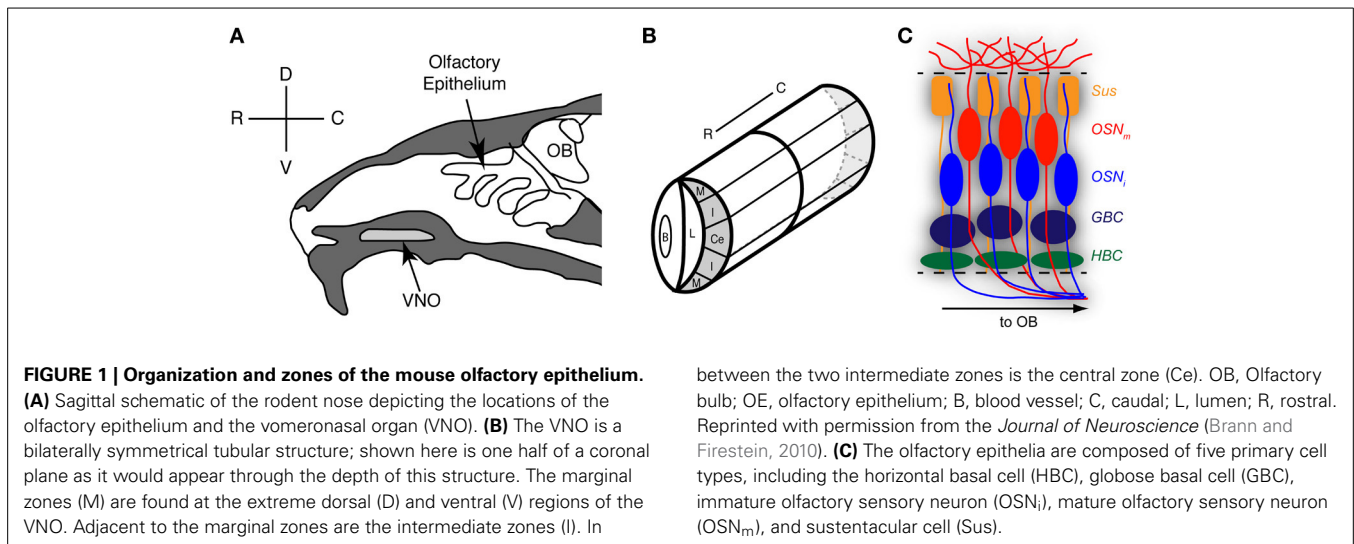 A
D
R
C
V
Olfactory
Epithelium
OB
VNO
B
C
R
M
I
B
L
Ce
I
M
C
Sus
OSNm
OSNi
GBC
HBC
to OB
FIGURE 1 | Organization and zones of the mouse olfactory epithelium.
(A) Sagittal schematic of the rodent nose depicting the locations of the
olfactory epithelium and the vomeronasal organ (VNO). (B) The VNO is a
bilaterally symmetrical tubular structure; shown here is one half of a coronal
plane as it would appear through the depth of this structure. The marginal
zones (M) are found at the extreme dorsal (D) and ventral (V) regions of the
VNO. Adjacent to the marginal zones are the intermediate zones (I). In
between the two intermediate zones is the central zone (Ce). OB, Olfactory
bulb; OE, olfactory epithelium; B, blood vessel; C, caudal; L, lumen; R, rostral.
Reprinted with permission from the Journal of Neuroscience (Brann and
Firestein, 2010). (C) The olfactory epithelia are composed of five primary cell
types, including the horizontal basal cell (HBC), globose basal cell (GBC),
immature olfactory sensory neuron (OSNi), mature olfactory sensory neuron
(OSNm), and sustentacular cell (Sus).